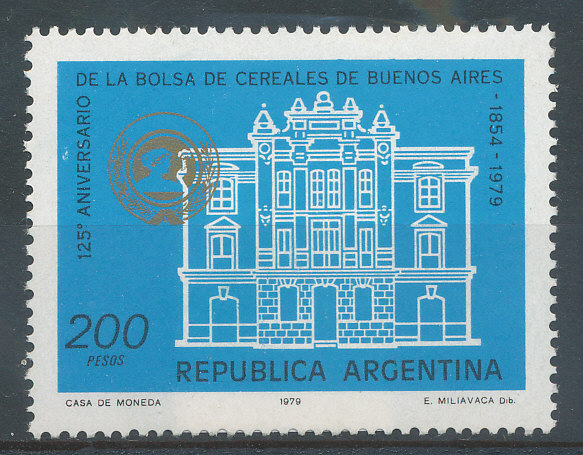 125º ANIVERSARIO
DE LA BOLSA DE CEREALES DE BUENOS AIRES
-1854-1979
200
PESOS
REPUBLICA ARGENTINA
CASA DE MONEDA
1979
E. MILIAVACA Dib.